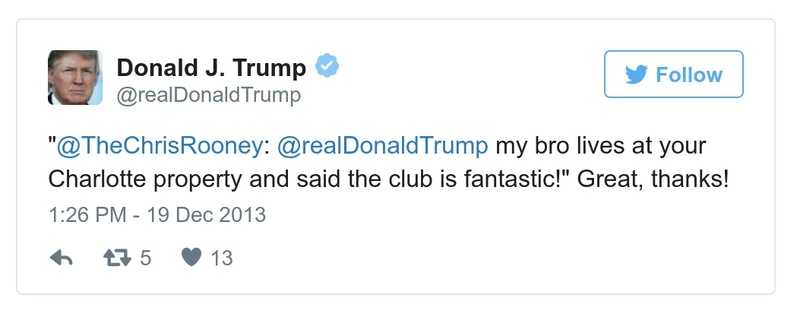 Donald J. Trump
@realDonaldTrump
Follow
"@TheChrisRooney: @realDonaldTrump my bro lives at your
Charlotte property and said the club is fantastic!" Great, thanks!
1:26 PM - 19 Dec 2013
5 13